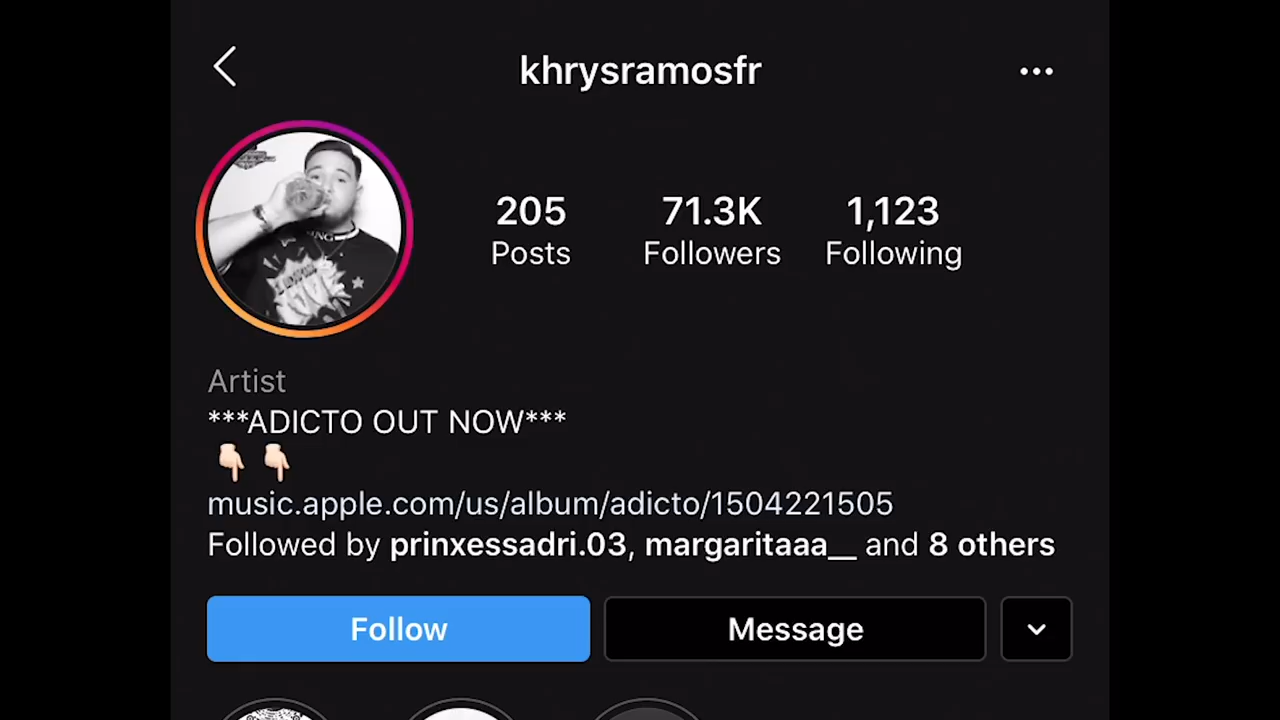 khrysramosfr
205 Posts
71.3K Followers
1,123 Following
Artist
***ADICTO OUT NOW***
👇🏻 👇🏻
music.apple.com/us/album/adicto/1504221505
Followed by prinxessadri.03, margaritaaa__ and 8 others
Follow
Message